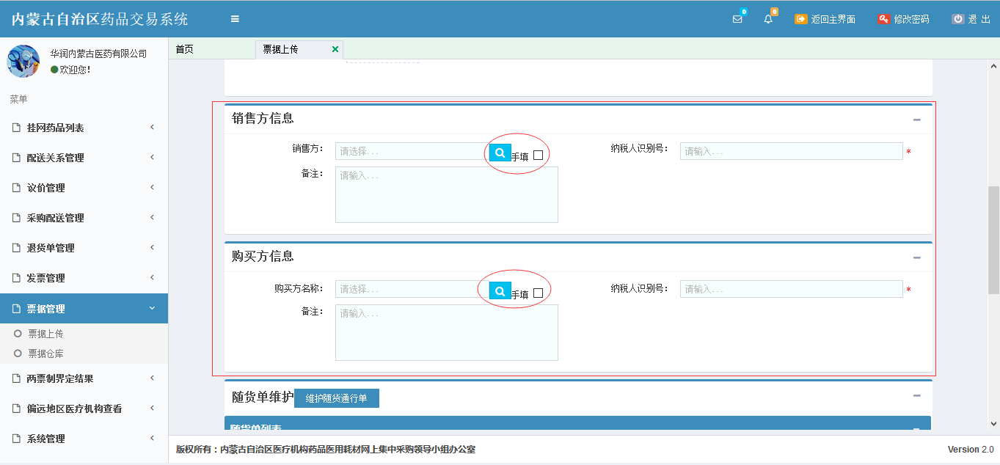 内蒙古自治区药品交易系统
0
0
返回主界面
修改密码
退 出
华润内蒙古医药有限公司
欢迎您!
菜单
挂网药品列表
配送关系管理
议价管理
采购配送管理
退货单管理
发票管理
票据管理
票据上传
票据仓库
两票制界定结果
偏远地区医疗机构查看
系统管理
首页
票据上传
销售方信息
销售方:
请选择...
手填
纳税人识别号:
请输入...
*
备注:
请输入...
购买方信息
购买方名称:
请选择...
手填
纳税人识别号:
请输入...
*
备注:
请输入...
随货单维护
维护随货通行单
随货单列表
版权所有：内蒙古自治区医疗机构药品医用耗材网上集中采购领导小组办公室
Version 2.0